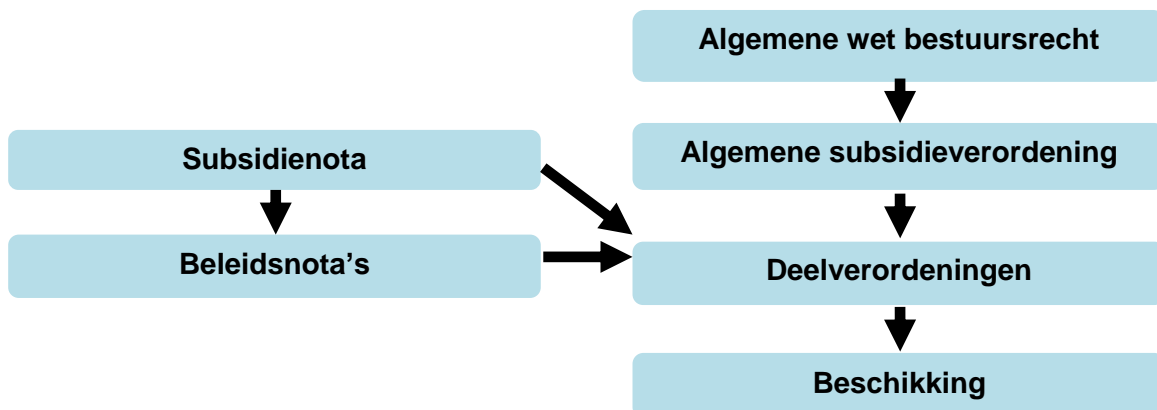 Algemene wet bestuursrecht
Subsidienota
Algemene subsidieverordening
Beleidsnota’s
Deelverordeningen
Beschikking